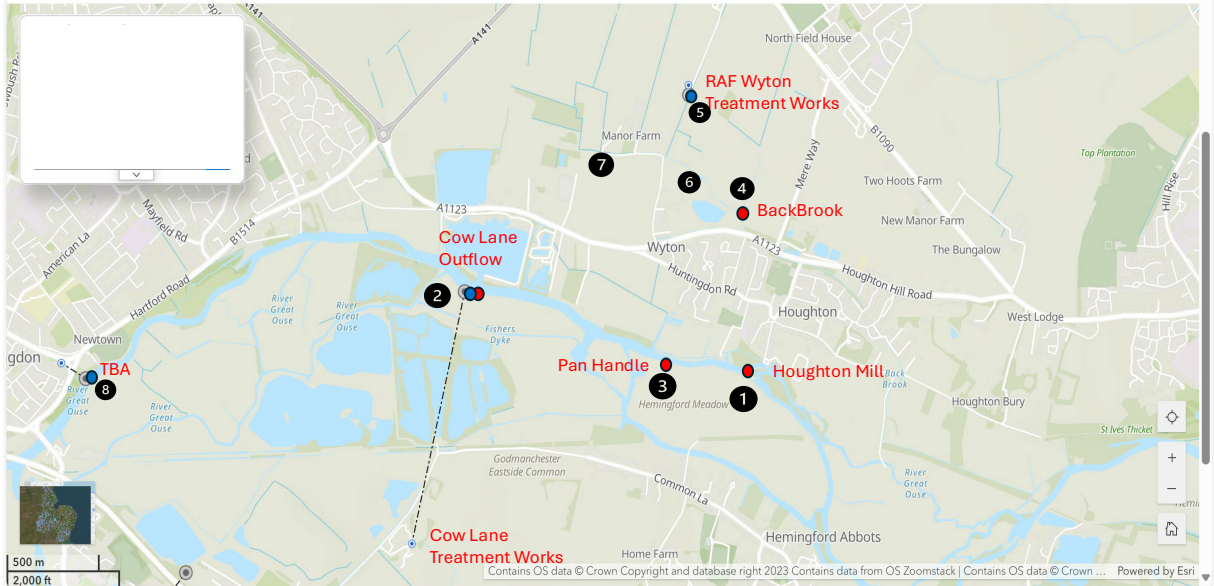 A141
A141
North Field House
RAF Wyton
Treatment Works
5
B1090
Manor Farm
Top Plantation
7
Mere Way
6
4
Two Hoots Farm
Hill Rise
BackBrook
Mayfield Rd
American La
B1514
A1123
New Manor Farm
Cow Lane
Outflow
Wyton
A1123
The Bungalow
Huntingdon Rd
Houghton Hill Road
Hartford Road
2
River
Great
Ouse
River
Great
Ouse
Houghton
West Lodge
Fishers
Dyke
Newtown
gdon
TBA
8
River
Great
Ouse
Pan Handle
3
Houghton Mill
1
Back
Brook
Hemingford Meadow
Houghton Bury
River
Great
Ouse
St Ives Thicket
Godmanchester
Eastside Common
Common La
River
Great
Ouse
+
−
Cow Lane
Treatment Works
Home Farm
Hemingford Abbots
500 m
2,000 ft
Contains OS data © Crown Copyright and database right 2023 Contains data from OS Zoomstack | Contains OS data © Crown ... Powered by Esri